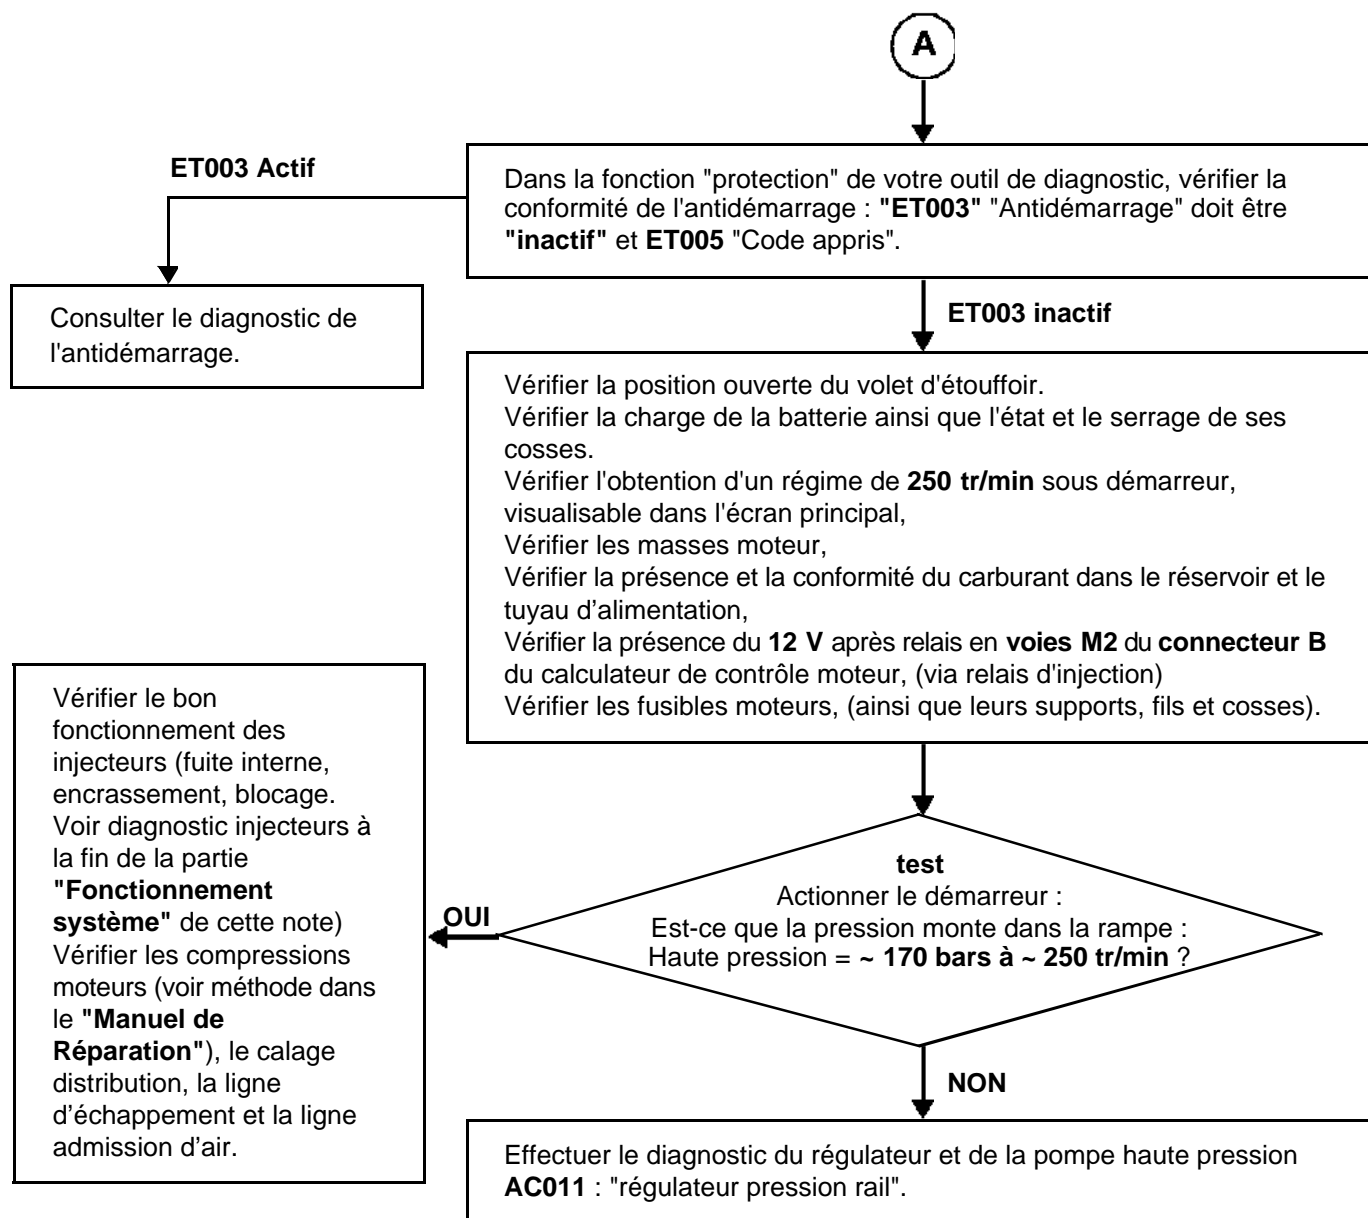 A
ET003 Actif
Dans la fonction "protection" de votre outil de diagnostic, vérifier la
conformité de l'antidémarrage : "ET003" "Antidémarrage" doit être
"inactif" et ET005 "Code appris".
Consulter le diagnostic de
l'antidémarrage.
ET003 inactif
Vérifier la position ouverte du volet d'étouffoir.
Vérifier la charge de la batterie ainsi que l'état et le serrage de ses
cosses.
Vérifier l'obtention d'un régime de 250 tr/min sous démarreur,
visualisable dans l'écran principal,
Vérifier les masses moteur,
Vérifier la présence et la conformité du carburant dans le réservoir et le
tuyau d’alimentation,
Vérifier la présence du 12 V après relais en voies M2 du connecteur B
du calculateur de contrôle moteur, (via relais d'injection)
Vérifier les fusibles moteurs, (ainsi que leurs supports, fils et cosses).
Vérifier le bon
fonctionnement des
injecteurs (fuite interne,
encrassement, blocage.
Voir diagnostic injecteurs à
la fin de la partie
"Fonctionnement
système" de cette note)
Vérifier les compressions
moteurs (voir méthode dans
le "Manuel de
Réparation"), le calage
distribution, la ligne
d’échappement et la ligne
admission d’air.
OUI
test
Actionner le démarreur :
Est-ce que la pression monte dans la rampe :
Haute pression = ~ 170 bars à ~ 250 tr/min ?
NON
Effectuer le diagnostic du régulateur et de la pompe haute pression
AC011 : "régulateur pression rail".